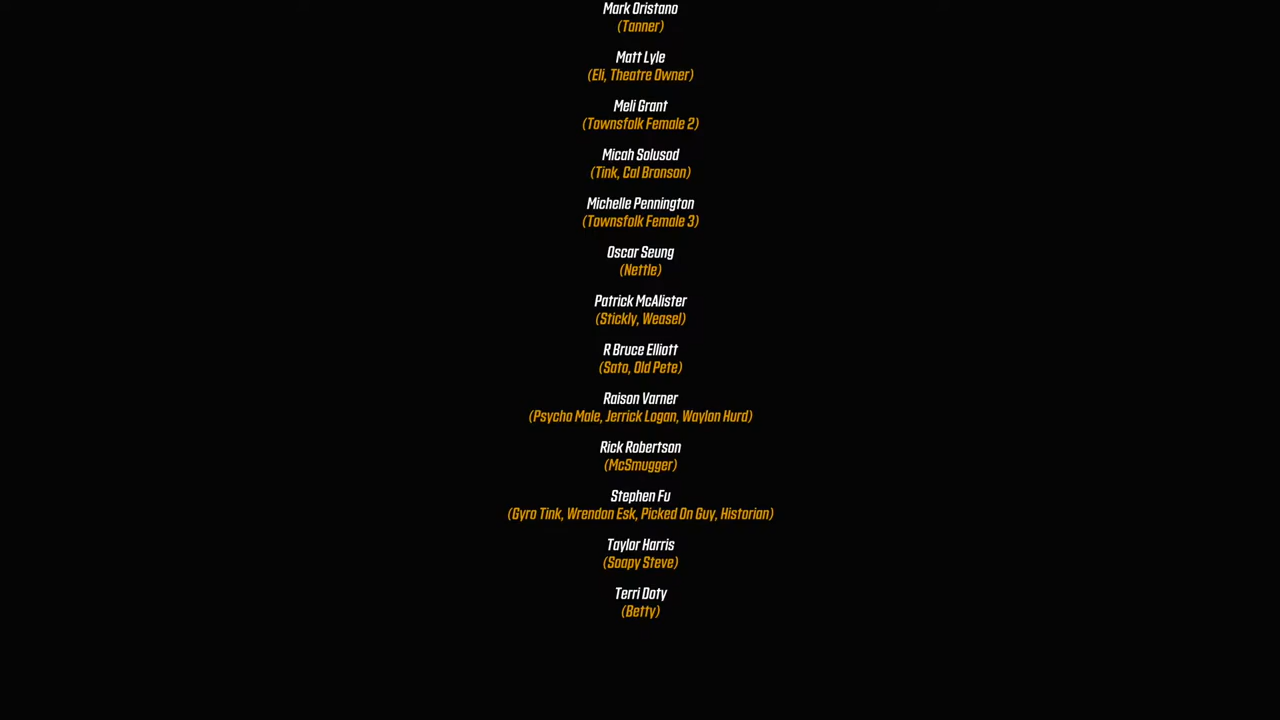 Mark Oristano
(Tanner)
Matt Lyle
(Eli, Theatre Owner)
Meli Grant
(Townsfolk Female 2)
Micah Solusod
(Tink, Cal Bronson)
Michelle Pennington
(Townsfolk Female 3)
Oscar Seung
(Nettle)
Patrick McAlister
(Stickly, Weasel)
R Bruce Elliott
(Sato, Old Pete)
Raison Varner
(Psycho Male, Jerrick Logan, Waylon Hurd)
Rick Robertson
(McSmugger)
Stephen Fu
(Gyro Tink, Wrendon Esk, Picked On Guy, Historian)
Taylor Harris
(Soapy Steve)
Terri Doty
(Betty)